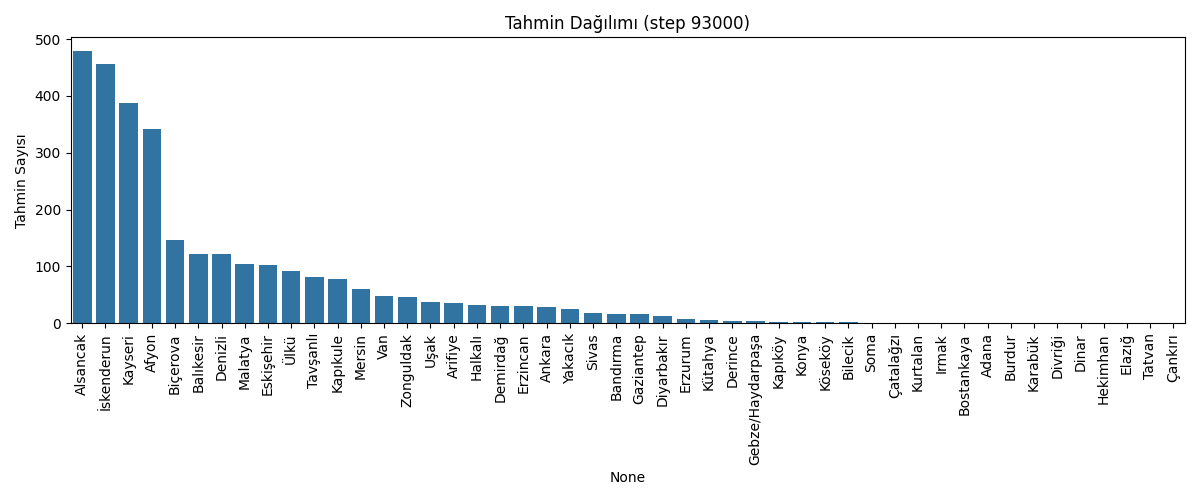 Tahmin Dağılımı (step 93000)
Tahmin Sayısı
500
400
300
200
100
0
Alsancak
İskenderun
Kayseri
Afyon
Biçerova
Balıkesir
Denizli
Malatya
Eskişehir
Ülkü
Tavşanlı
Kapıkule
Mersin
Van
Zonguldak
Uşak
Arifiye
Halkalı
Demirdağ
Erzincan
Ankara
Yakacık
Sivas
Bandırma
Gaziantep
Diyarbakır
Erzurum
Kütahya
Derince
Gebze/Haydarpaşa
Kapıköy
Konya
Köseköy
Bilecik
Soma
Çatalağzı
Kurtalan
Irmak
Bostankaya
Adana
Burdur
Karabük
Divriği
Dinar
Hekimhan
Elazığ
Tatvan
Çankırı
None